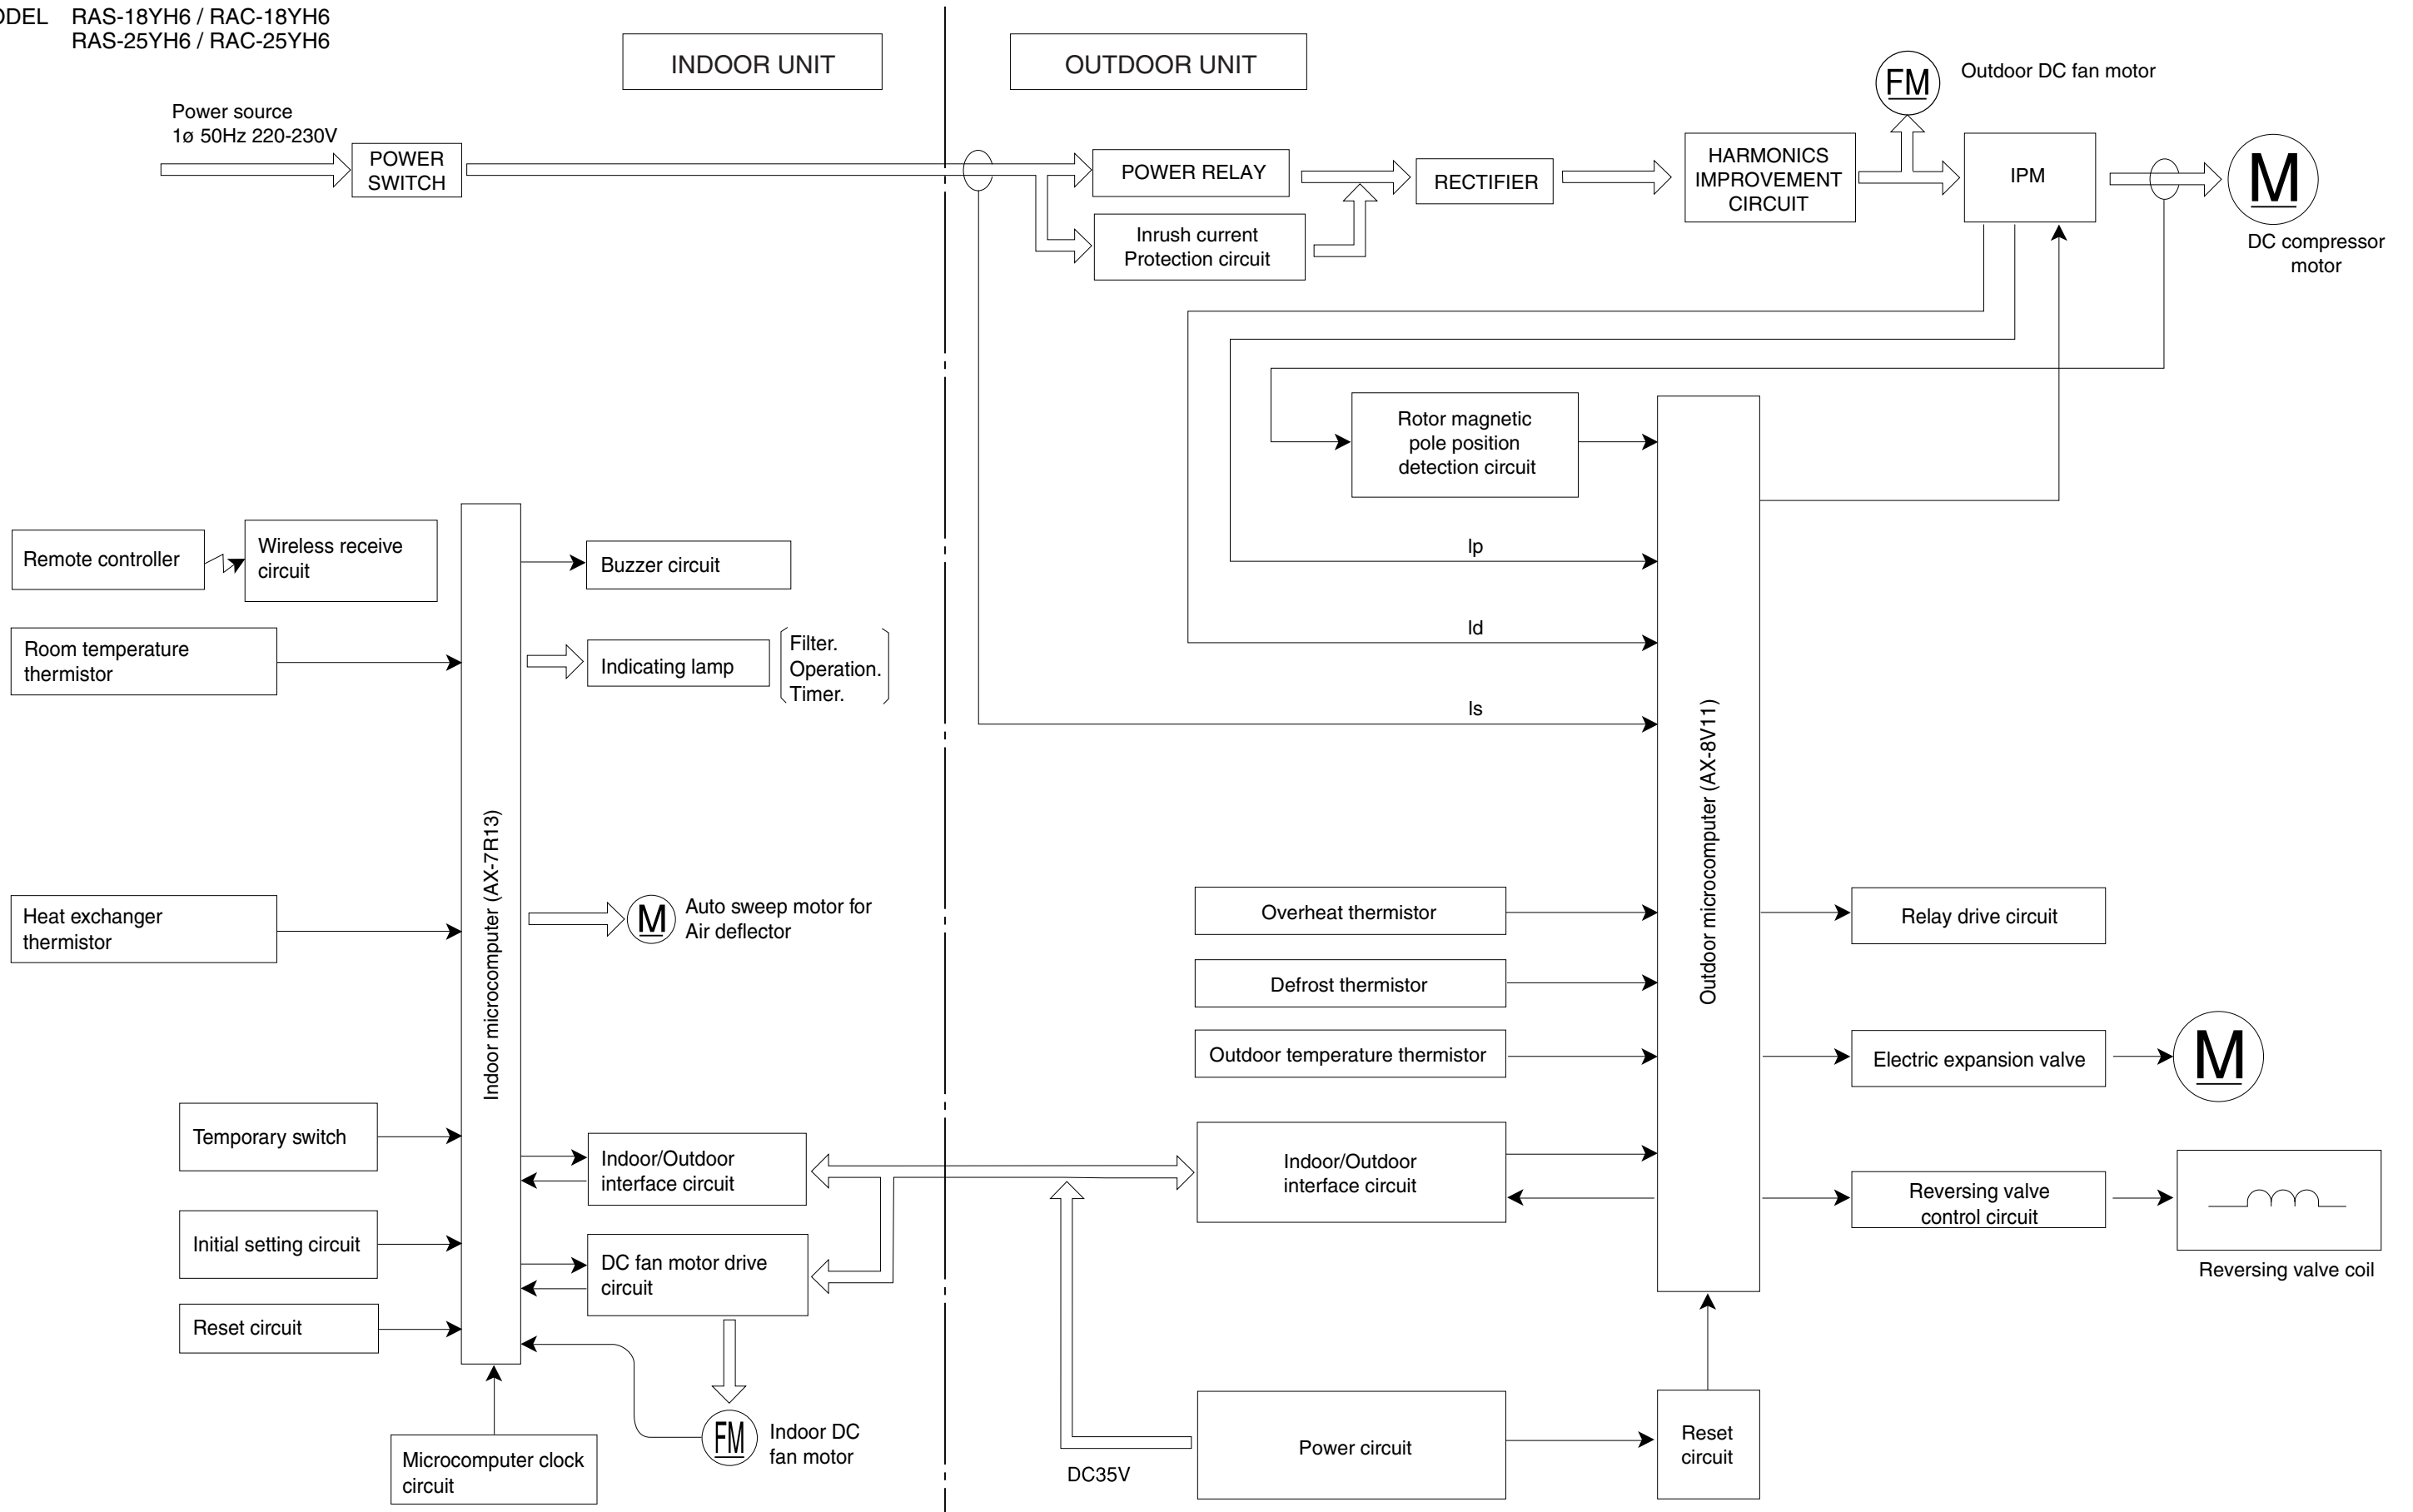 ODEL RAS-18YH6 / RAC-18YH6
RAS-25YH6 / RAC-25YH6
INDOOR UNIT
OUTDOOR UNIT
Power source
1ø 50Hz 220-230V
POWER
SWITCH
POWER RELAY
Inrush current
Protection circuit
RECTIFIER
HARMONICS
IMPROVEMENT
CIRCUIT
FM
Outdoor DC fan motor
IPM
M
DC compressor
motor
Rotor magnetic
pole position
detection circuit
Ip
Id
Is
Remote controller
Wireless receive
circuit
Room temperature
thermistor
Heat exchanger
thermistor
Temporary switch
Initial setting circuit
Reset circuit
Microcomputer clock
circuit
Indoor microcomputer (AX-7R13)
Buzzer circuit
Indicating lamp
Filter.
Operation.
Timer.
M
Auto sweep motor for
Air deflector
Indoor/Outdoor
interface circuit
DC fan motor drive
circuit
FM
Indoor DC
fan motor
Overheat thermistor
Defrost thermistor
Outdoor temperature thermistor
Indoor/Outdoor
interface circuit
DC35V
Power circuit
Reset
circuit
Outdoor microcomputer (AX-8V11)
Relay drive circuit
Electric expansion valve
M
Reversing valve
control circuit
Reversing valve coil